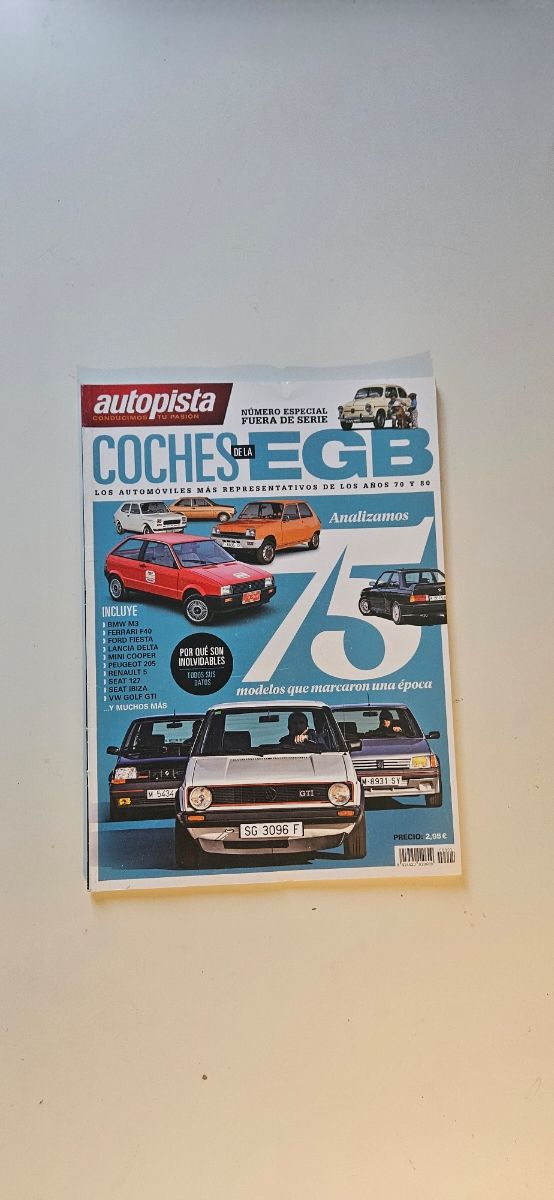 autopista
CONDUCIMOS TU PASIÓN
NÚMERO ESPECIAL
FUERA DE SERIE
COCHES DE LA EGB
LOS AUTOMÓVILES MÁS REPRESENTATIVOS DE LOS AÑOS 70 Y 80
Analizamos
75
modelos que marcaron una época
INCLUYE
BMW M3
FERRARI F40
FORD FIESTA
LANCIA DELTA
MINI COOPER
PEUGEOT 205
RENAULT 5
SEAT 127
SEAT IBIZA
VW GOLF GTI
...Y MUCHOS MÁS
POR QUÉ SON
INOLVIDABLES
TODOS SUS
DATOS
GTI
M 5434
SG 3096 F
M-8931 SY
PRECIO: 2,95 €